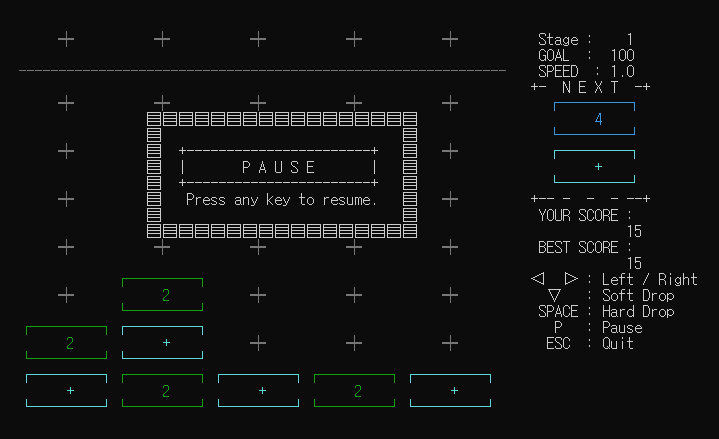 Stage : 1
GOAL : 100
SPEED : 1.0
+- N E X T -+
4
+
+-- - - - --+
YOUR SCORE :
15
BEST SCORE :
15
◁ ▷ : Left / Right
▽ : Soft Drop
SPACE : Hard Drop
P : Pause
ESC : Quit
P A U S E
Press any key to resume.
2
2 +
+ 2 + 2 +